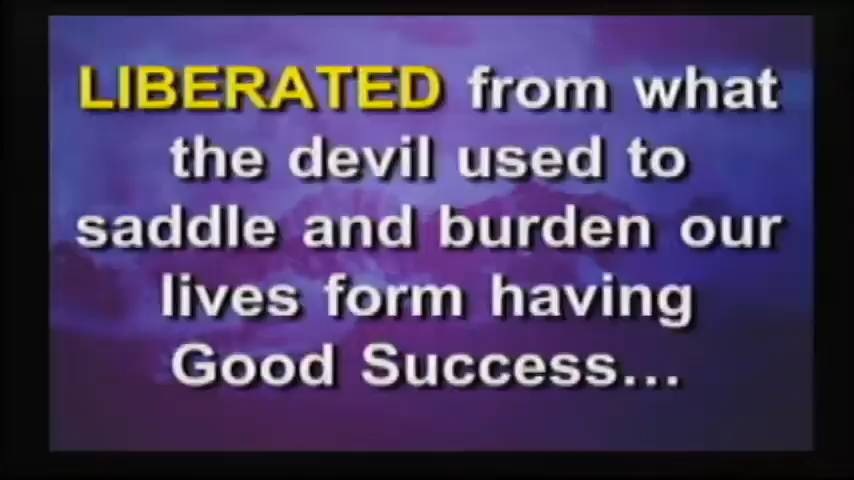 LIBERATED from what
the devil used to
saddle and burden our
lives form having
Good Success...